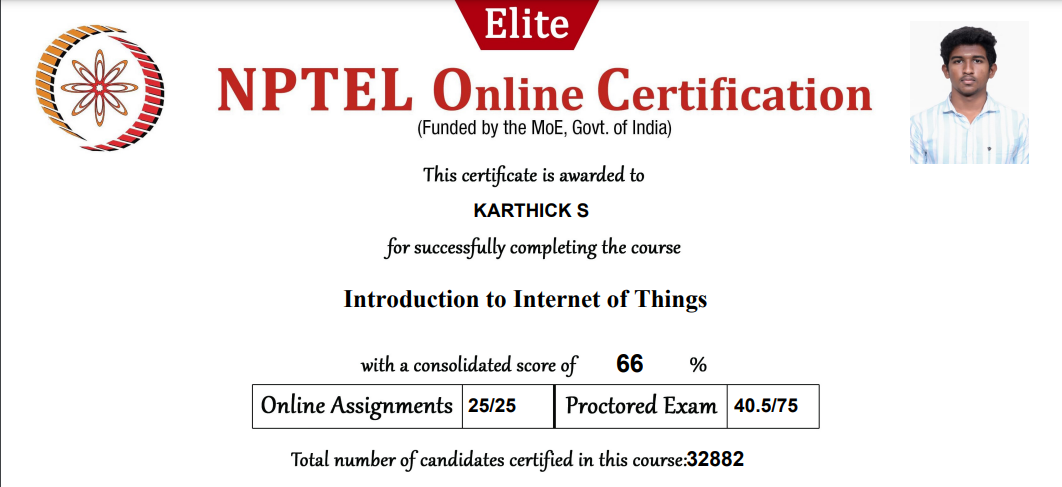 Elite
NPTEL Online Certification
(Funded by the MoE, Govt. of India)
This certificate is awarded to
KARTHICK S
for successfully completing the course
Introduction to Internet of Things
with a consolidated score of 66 %
Online Assignments 25/25 Proctored Exam 40.5/75
Total number of candidates certified in this course:32882